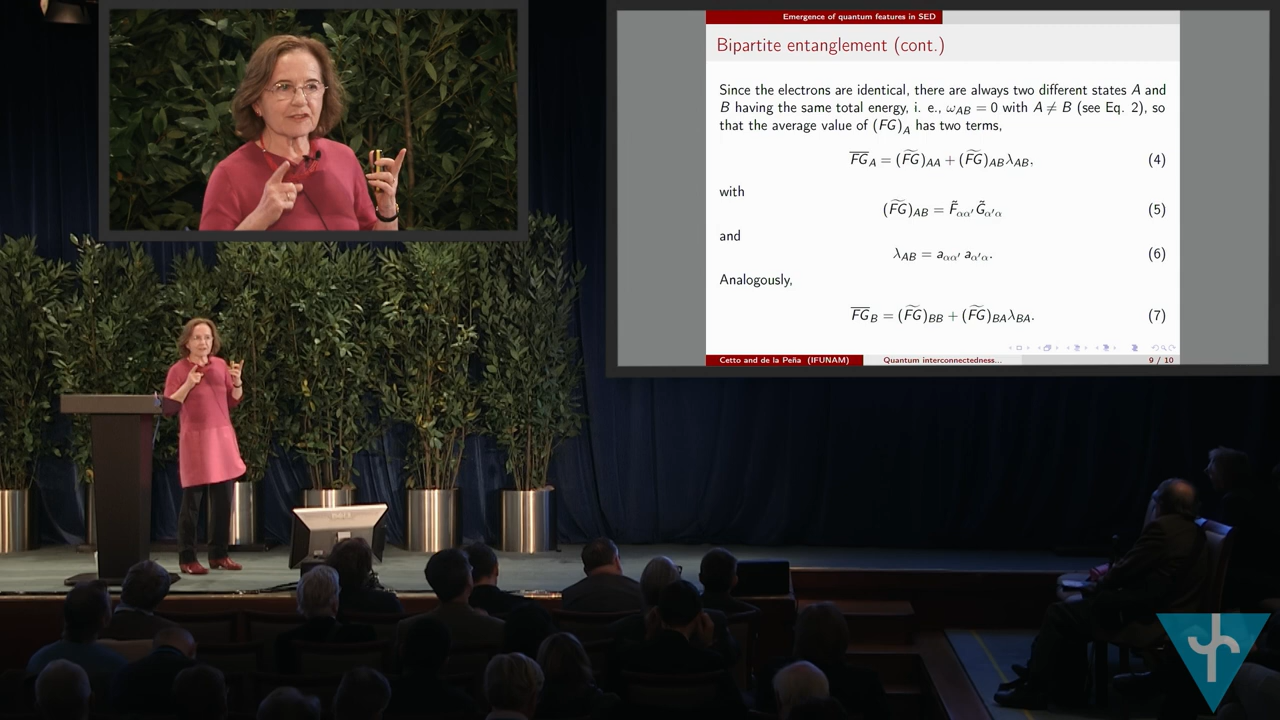 Emergence of quantum features in SED
Bipartite entanglement (cont.)
Since the electrons are identical, there are always two different states A and
B having the same total energy, i. e., ω_AB = 0 with A ≠ B (see Eq. 2), so
that the average value of (FG)_A has two terms,
\overline{FG}_A = (\widetilde{FG})_AA + (\widetilde{FG})_AB λ_AB, (4)
with
(\widetilde{FG})_AB = \tilde{F}_αα′ \tilde{G}_α′α (5)
and
λ_AB = a_αα′ a_α′α. (6)
Analogously,
\overline{FG}_B = (\widetilde{FG})_BB + (\widetilde{FG})_BA λ_BA. (7)
Cetto and de la Peña (IFUNAM) Quantum interconnectedness... 9 / 10